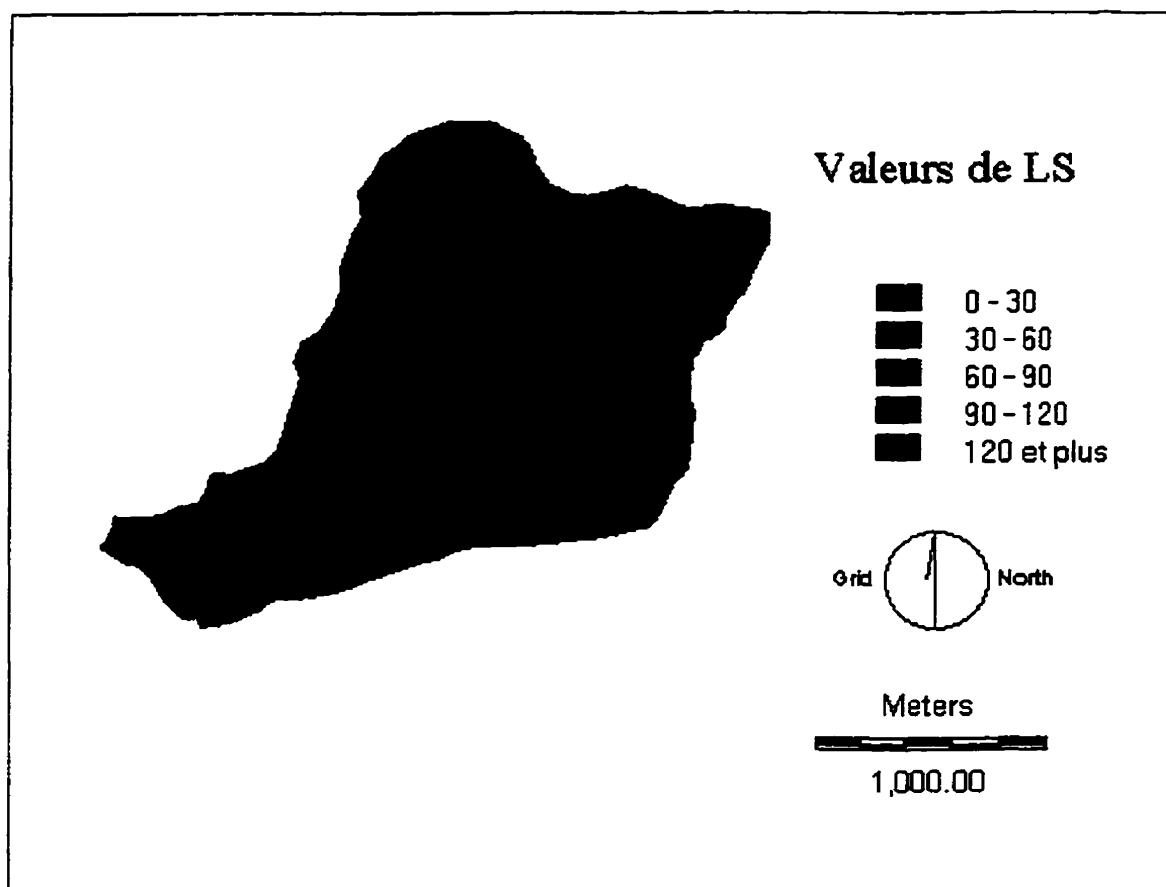 Valeurs de LS
0 - 30
30 - 60
60 - 90
90 - 120
120 et plus
Grid North
Meters
1,000.00